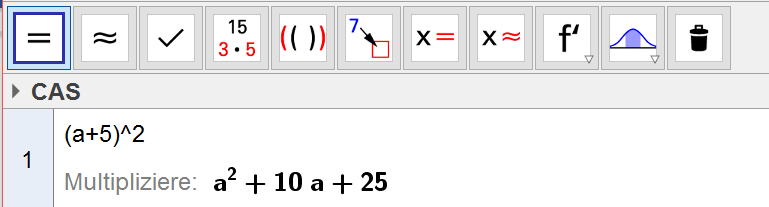 = ≈ ✓ 15 3 • 5 (( )) 7 x = x ≈ f′
CAS
(a+5)^2
1
Multipliziere: a² + 10 a + 25